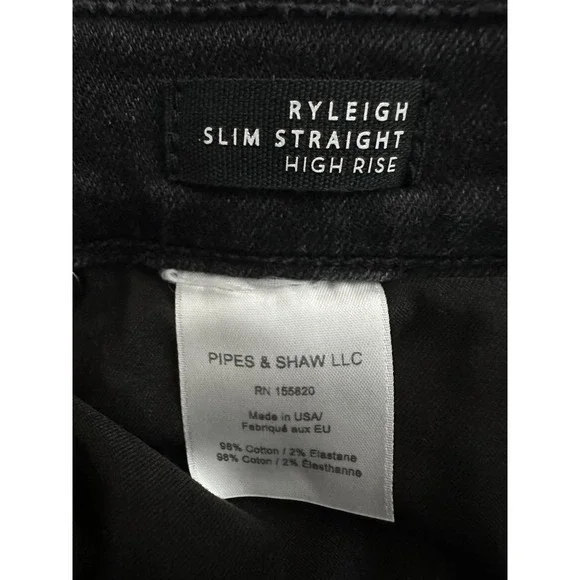 RYLEIGH
SLIM STRAIGHT
HIGH RISE
PIPES & SHAW LLC
RN 155820
Made in USA/
Fabriqué aux EU
98% Cotton / 2% Elastane
98% Coton / 2% Élasthanne